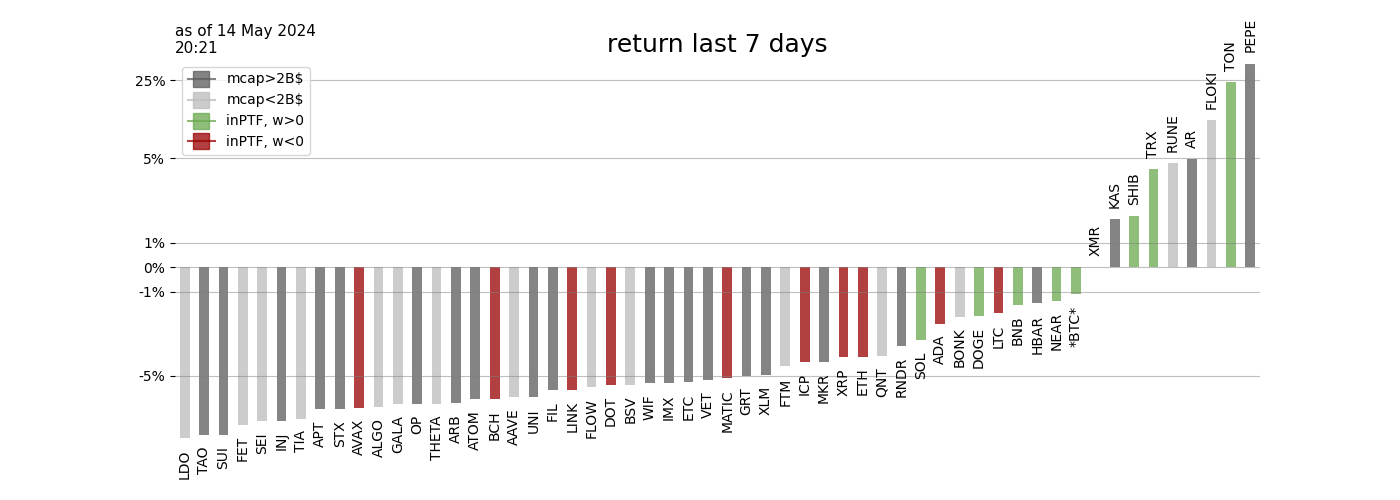 as of 14 May 2024
20:21
return last 7 days
mcap>2B$
mcap<2B$
inPTF, w>0
inPTF, w<0
25%
5%
1%
0%
-1%
-5%
LDO
TAO
SUI
FET
SEI
INJ
TIA
APT
STX
AVAX
ALGO
GALA
OP
THETA
ARB
ATOM
BCH
AAVE
UNI
FIL
LINK
FLOW
DOT
BSV
WIF
IMX
ETC
VET
MATIC
GRT
XLM
FTM
ICP
MKR
XRP
ETH
QNT
RNDR
SOL
ADA
BONK
DOGE
LTC
BNB
HBAR
NEAR
*BTC*
XMR
KAS
SHIB
TRX
RUNE
AR
FLOKI
TON
PEPE